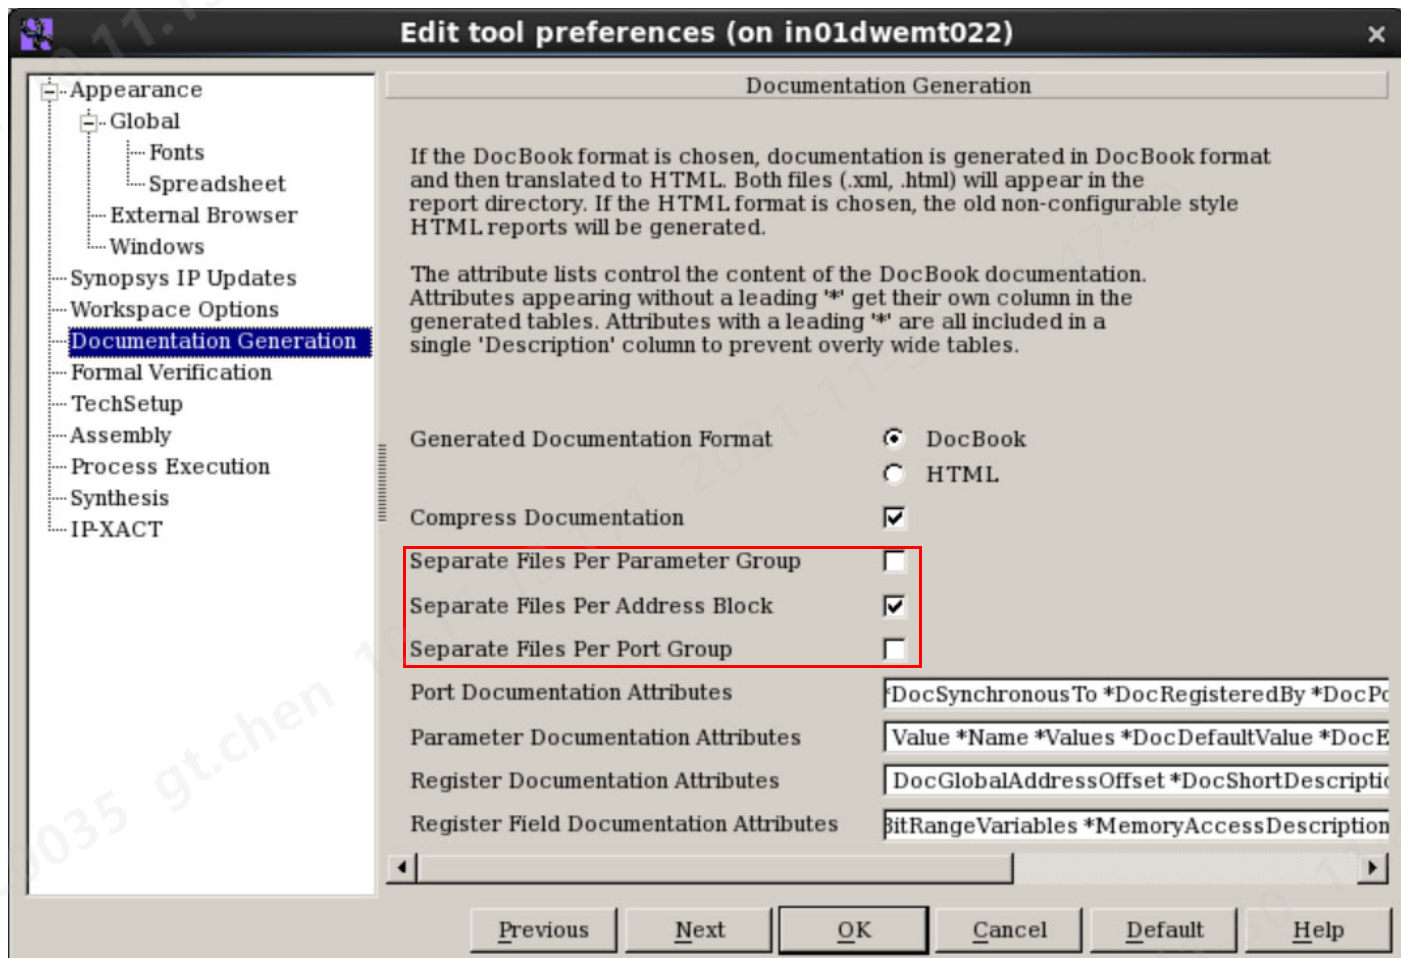 Edit tool preferences (on in01dwemt022)
Appearance
Global
Fonts
Spreadsheet
External Browser
Windows
Synopsys IP Updates
Workspace Options
Documentation Generation
Formal Verification
TechSetup
Assembly
Process Execution
Synthesis
IP-XACT
Documentation Generation
If the DocBook format is chosen, documentation is generated in DocBook format
and then translated to HTML. Both files (.xml, .html) will appear in the
report directory. If the HTML format is chosen, the old non-configurable style
HTML reports will be generated.
The attribute lists control the content of the DocBook documentation.
Attributes appearing without a leading '*' get their own column in the
generated tables. Attributes with a leading '*' are all included in a
single 'Description' column to prevent overly wide tables.
Generated Documentation Format
DocBook
HTML
Compress Documentation
Separate Files Per Parameter Group
Separate Files Per Address Block
Separate Files Per Port Group
Port Documentation Attributes *DocSynchronousTo *DocRegisteredBy *DocPo
Parameter Documentation Attributes Value *Name *Values *DocDefaultValue *DocE
Register Documentation Attributes DocGlobalAddressOffset *DocShortDescriptio
Register Field Documentation Attributes BitRangeVariables *MemoryAccessDescription
Previous Next OK Cancel Default Help
gt.chen